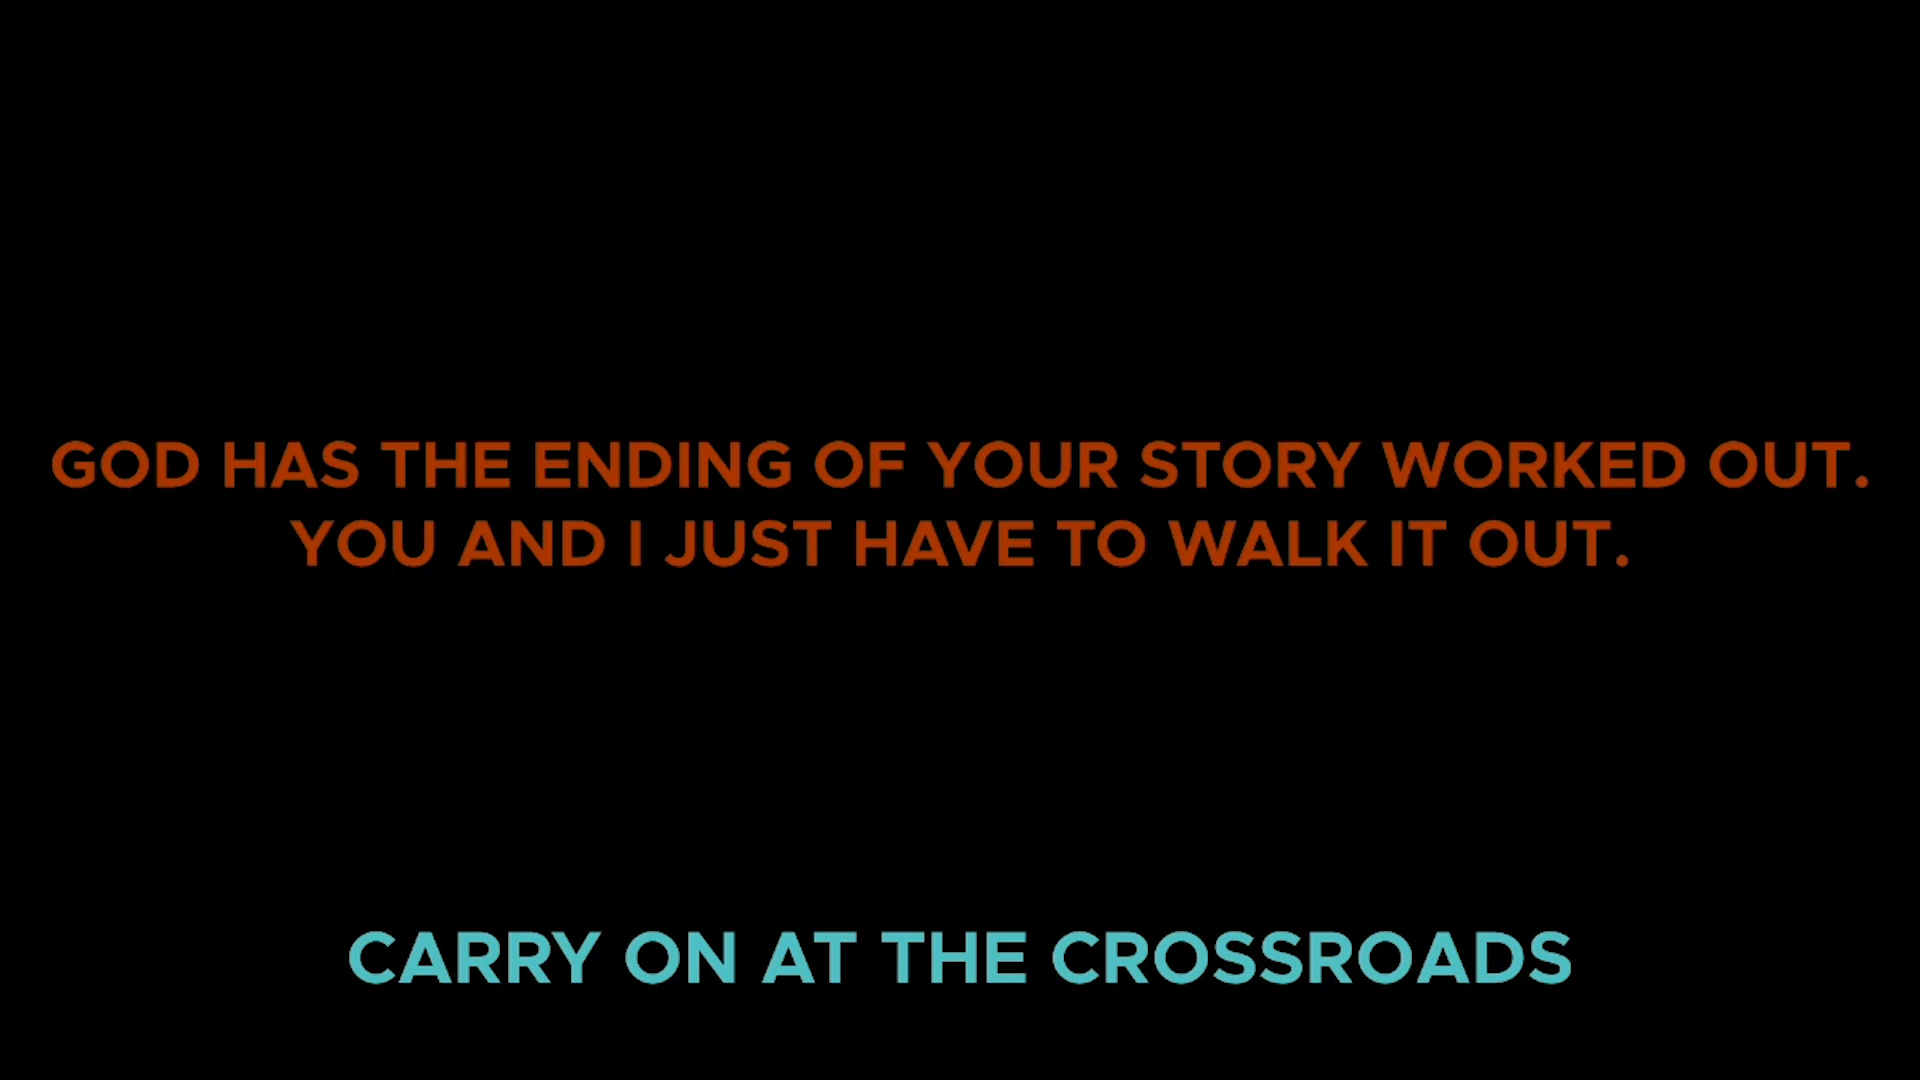 GOD HAS THE ENDING OF YOUR STORY WORKED OUT.
YOU AND I JUST HAVE TO WALK IT OUT.
CARRY ON AT THE CROSSROADS